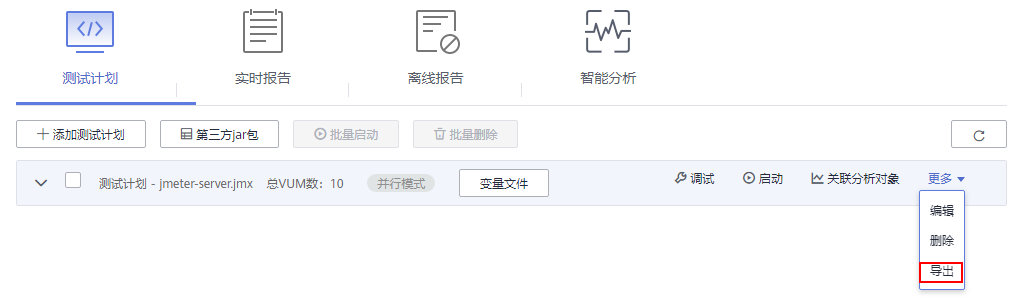 测试计划 实时报告 离线报告 智能分析
添加测试计划 第三方jar包 批量启动 批量删除
测试计划 - jmeter-server.jmx 总VUM数：10 并行模式 变量文件 调试 启动 关联分析对象 更多
编辑
删除
导出